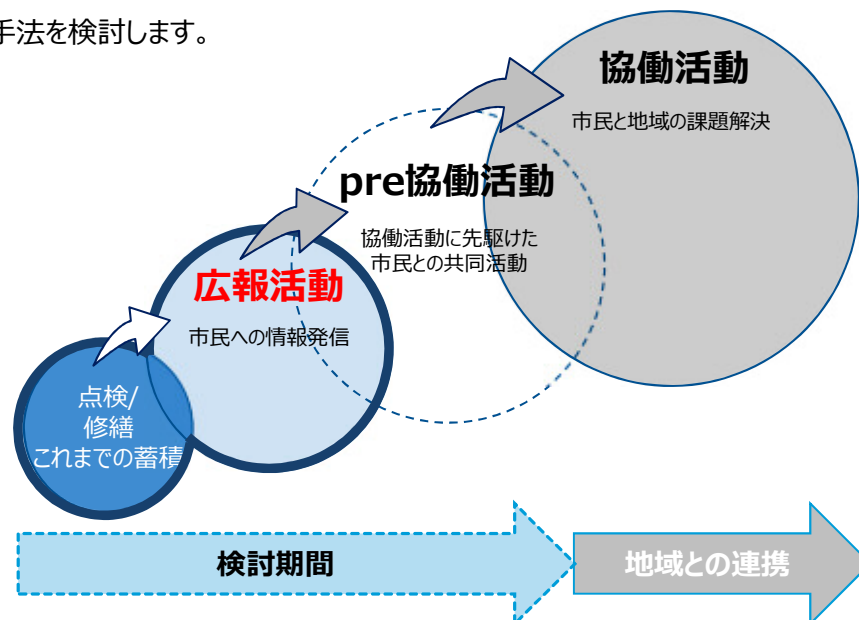 手法を検討します。
協働活動
市民と地域の課題解決
pre協働活動
協働活動に先駆けた
市民との共同活動
広報活動
市民への情報発信
点検/
修繕
これまでの蓄積
検討期間
地域との連携